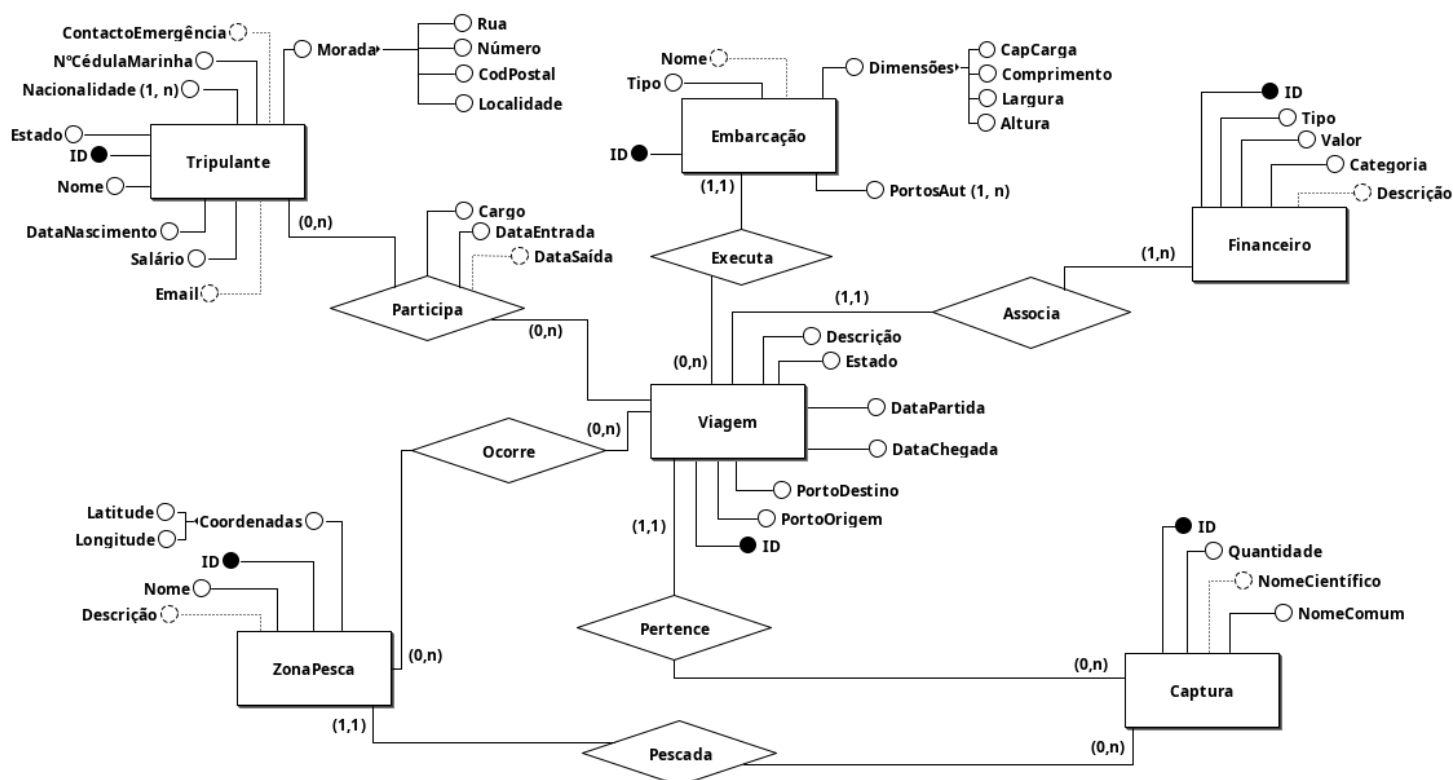 ContactoEmergência
NºCédulaMarinha
Nacionalidade (1, n)
Estado
ID
Nome
DataNascimento
Salário
Email
Morada
Rua
Número
CodPostal
Localidade
Tripulante
(0,n)
Cargo
DataEntrada
DataSaída
Participa
(0,n)
Nome
Tipo
ID
Dimensões
CapCarga
Comprimento
Largura
Altura
Embarcação
PortosAut (1, n)
(1,1)
Executa
(0,n)
ID
Tipo
Valor
Categoria
Descrição
Financeiro
(1,n)
Associa
(1,1)
Descrição
Estado
DataPartida
DataChegada
PortoDestino
PortoOrigem
ID
Viagem
(0,n)
Ocorre
(0,n)
Latitude
Longitude
Coordenadas
ID
Nome
Descrição
ZonaPesca
(1,1)
Pertence
(0,n)
ID
Quantidade
NomeCientífico
NomeComum
Captura
(1,1)
Pescada
(0,n)